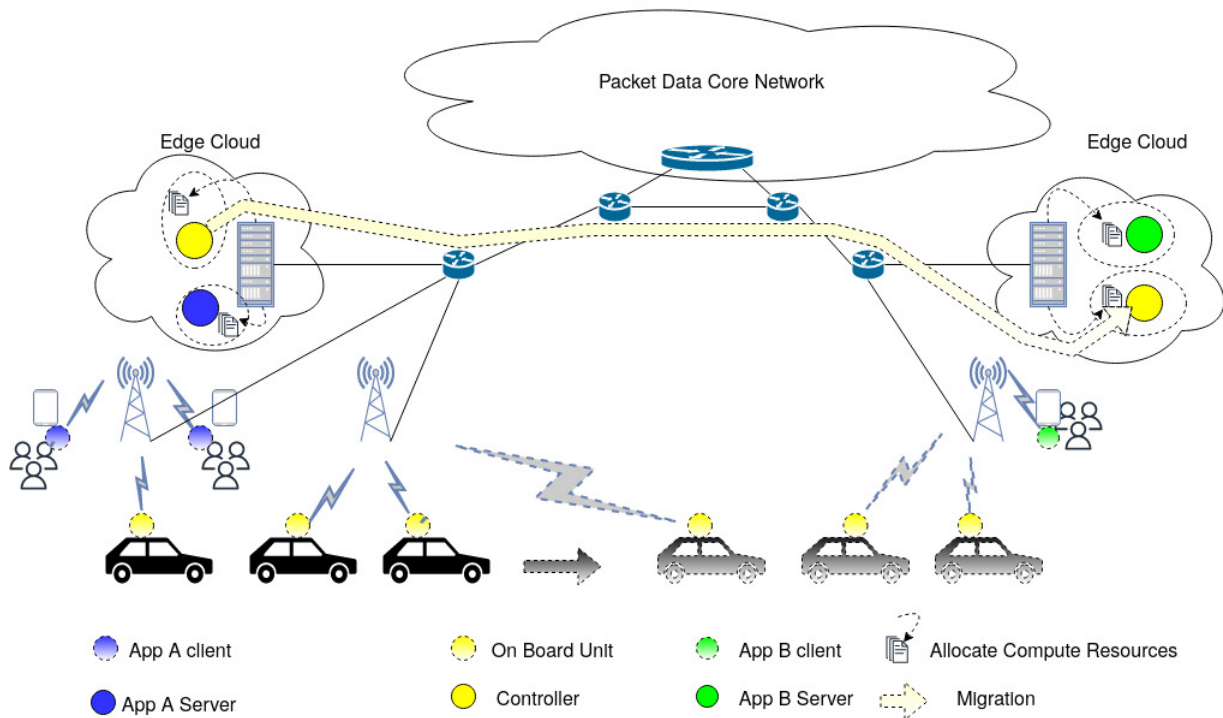 Packet Data Core Network
Edge Cloud
Edge Cloud
App A client
On Board Unit
App B client
Allocate Compute Resources
App A Server
Controller
App B Server
Migration